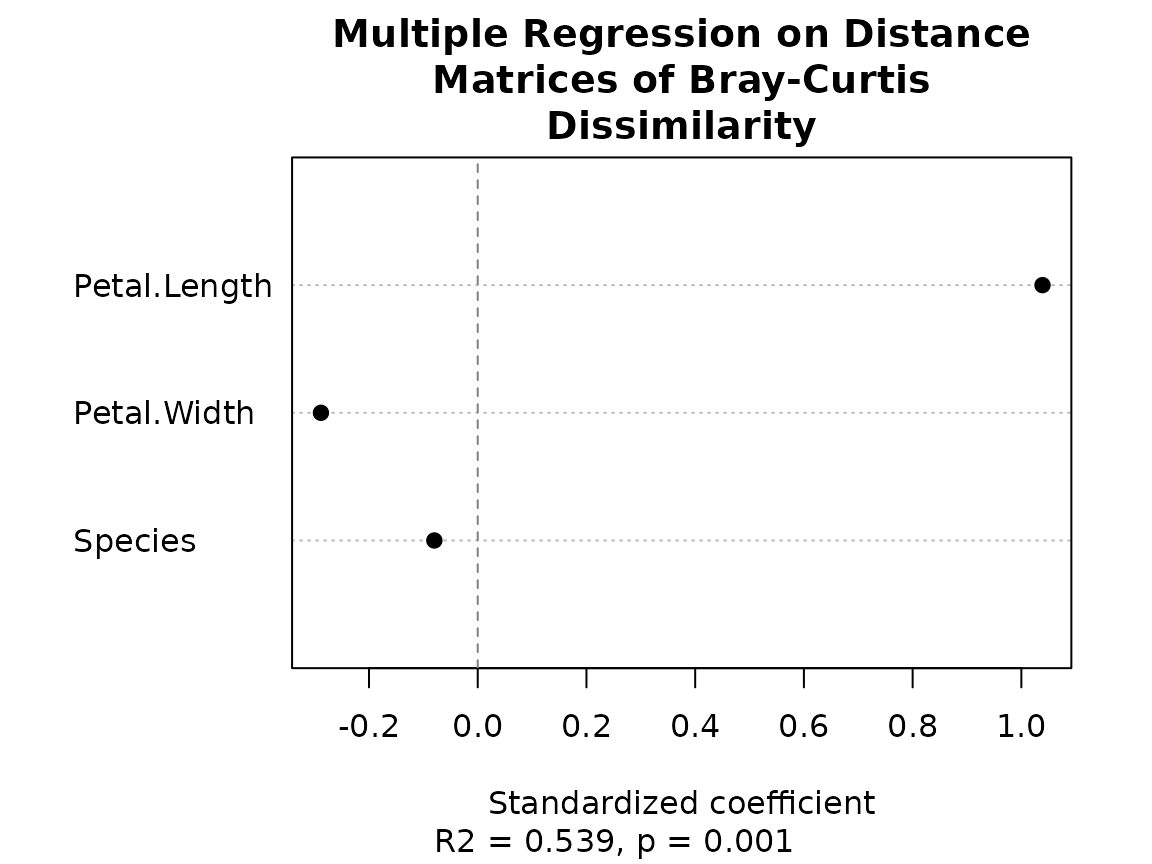 Multiple Regression on Distance
Matrices of Bray-Curtis
Dissimilarity
Petal.Length
Petal.Width
Species
-0.2 0.0 0.2 0.4 0.6 0.8 1.0
Standardized coefficient
R2 = 0.539, p = 0.001